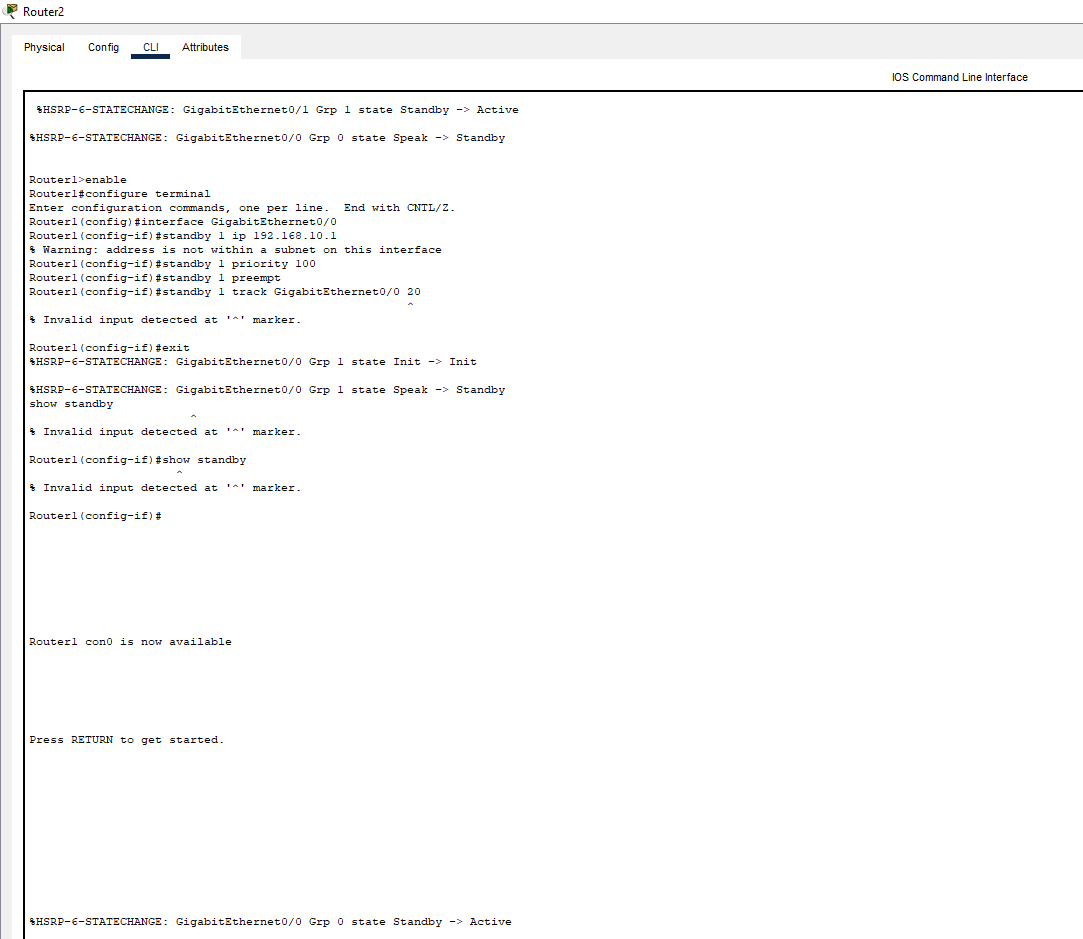 Router2
Physical Config CLI Attributes
IOS Command Line Interface
%HSRP-6-STATECHANGE: GigabitEthernet0/1 Grp 1 state Standby -> Active
%HSRP-6-STATECHANGE: GigabitEthernet0/0 Grp 0 state Speak -> Standby
Router1>enable
Router1#configure terminal
Enter configuration commands, one per line.  End with CNTL/Z.
Router1(config)#interface GigabitEthernet0/0
Router1(config-if)#standby 1 ip 192.168.10.1
% Warning: address is not within a subnet on this interface
Router1(config-if)#standby 1 priority 100
Router1(config-if)#standby 1 preempt
Router1(config-if)#standby 1 track GigabitEthernet0/0 20
^
% Invalid input detected at '^' marker.
Router1(config-if)#exit
%HSRP-6-STATECHANGE: GigabitEthernet0/0 Grp 1 state Init -> Init
%HSRP-6-STATECHANGE: GigabitEthernet0/0 Grp 1 state Speak -> Standby
show standby
^
% Invalid input detected at '^' marker.
Router1(config-if)#show standby
^
% Invalid input detected at '^' marker.
Router1(config-if)#
Router1 con0 is now available
Press RETURN to get started.
%HSRP-6-STATECHANGE: GigabitEthernet0/0 Grp 0 state Standby -> Active